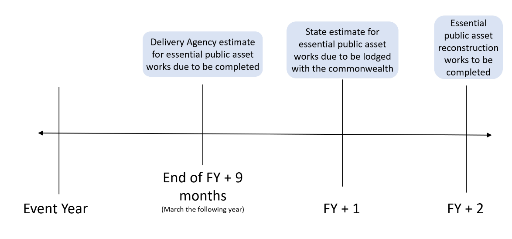 Delivery Agency estimate
for essential public asset
works due to be completed
State estimate for
essential public asset
works due to be lodged
with the commonwealth
Essential
public asset
reconstruction
works to be
completed
Event Year
End of FY + 9
months
(March the following year)
FY + 1
FY + 2